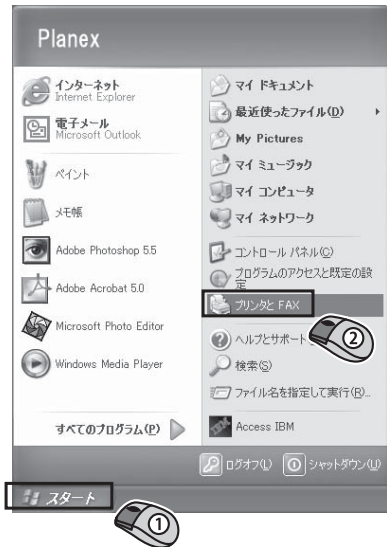 Planex
インターネット
Internet Explorer
電子メール
Microsoft Outlook
ペイント
メモ帳
Adobe Photoshop 5.5
Adobe Acrobat 5.0
Microsoft Photo Editor
Windows Media Player
すべてのプログラム(P)
マイ ドキュメント
最近使ったファイル(D)
My Pictures
マイ ミュージック
マイ コンピュータ
マイ ネットワーク
コントロール パネル(C)
プログラムのアクセスと既定の設
定
プリンタと FAX
②
ヘルプとサポート
検索(S)
ファイル名を指定して実行(R)...
Access IBM
ログオフ(L)
シャットダウン(U)
スタート
①